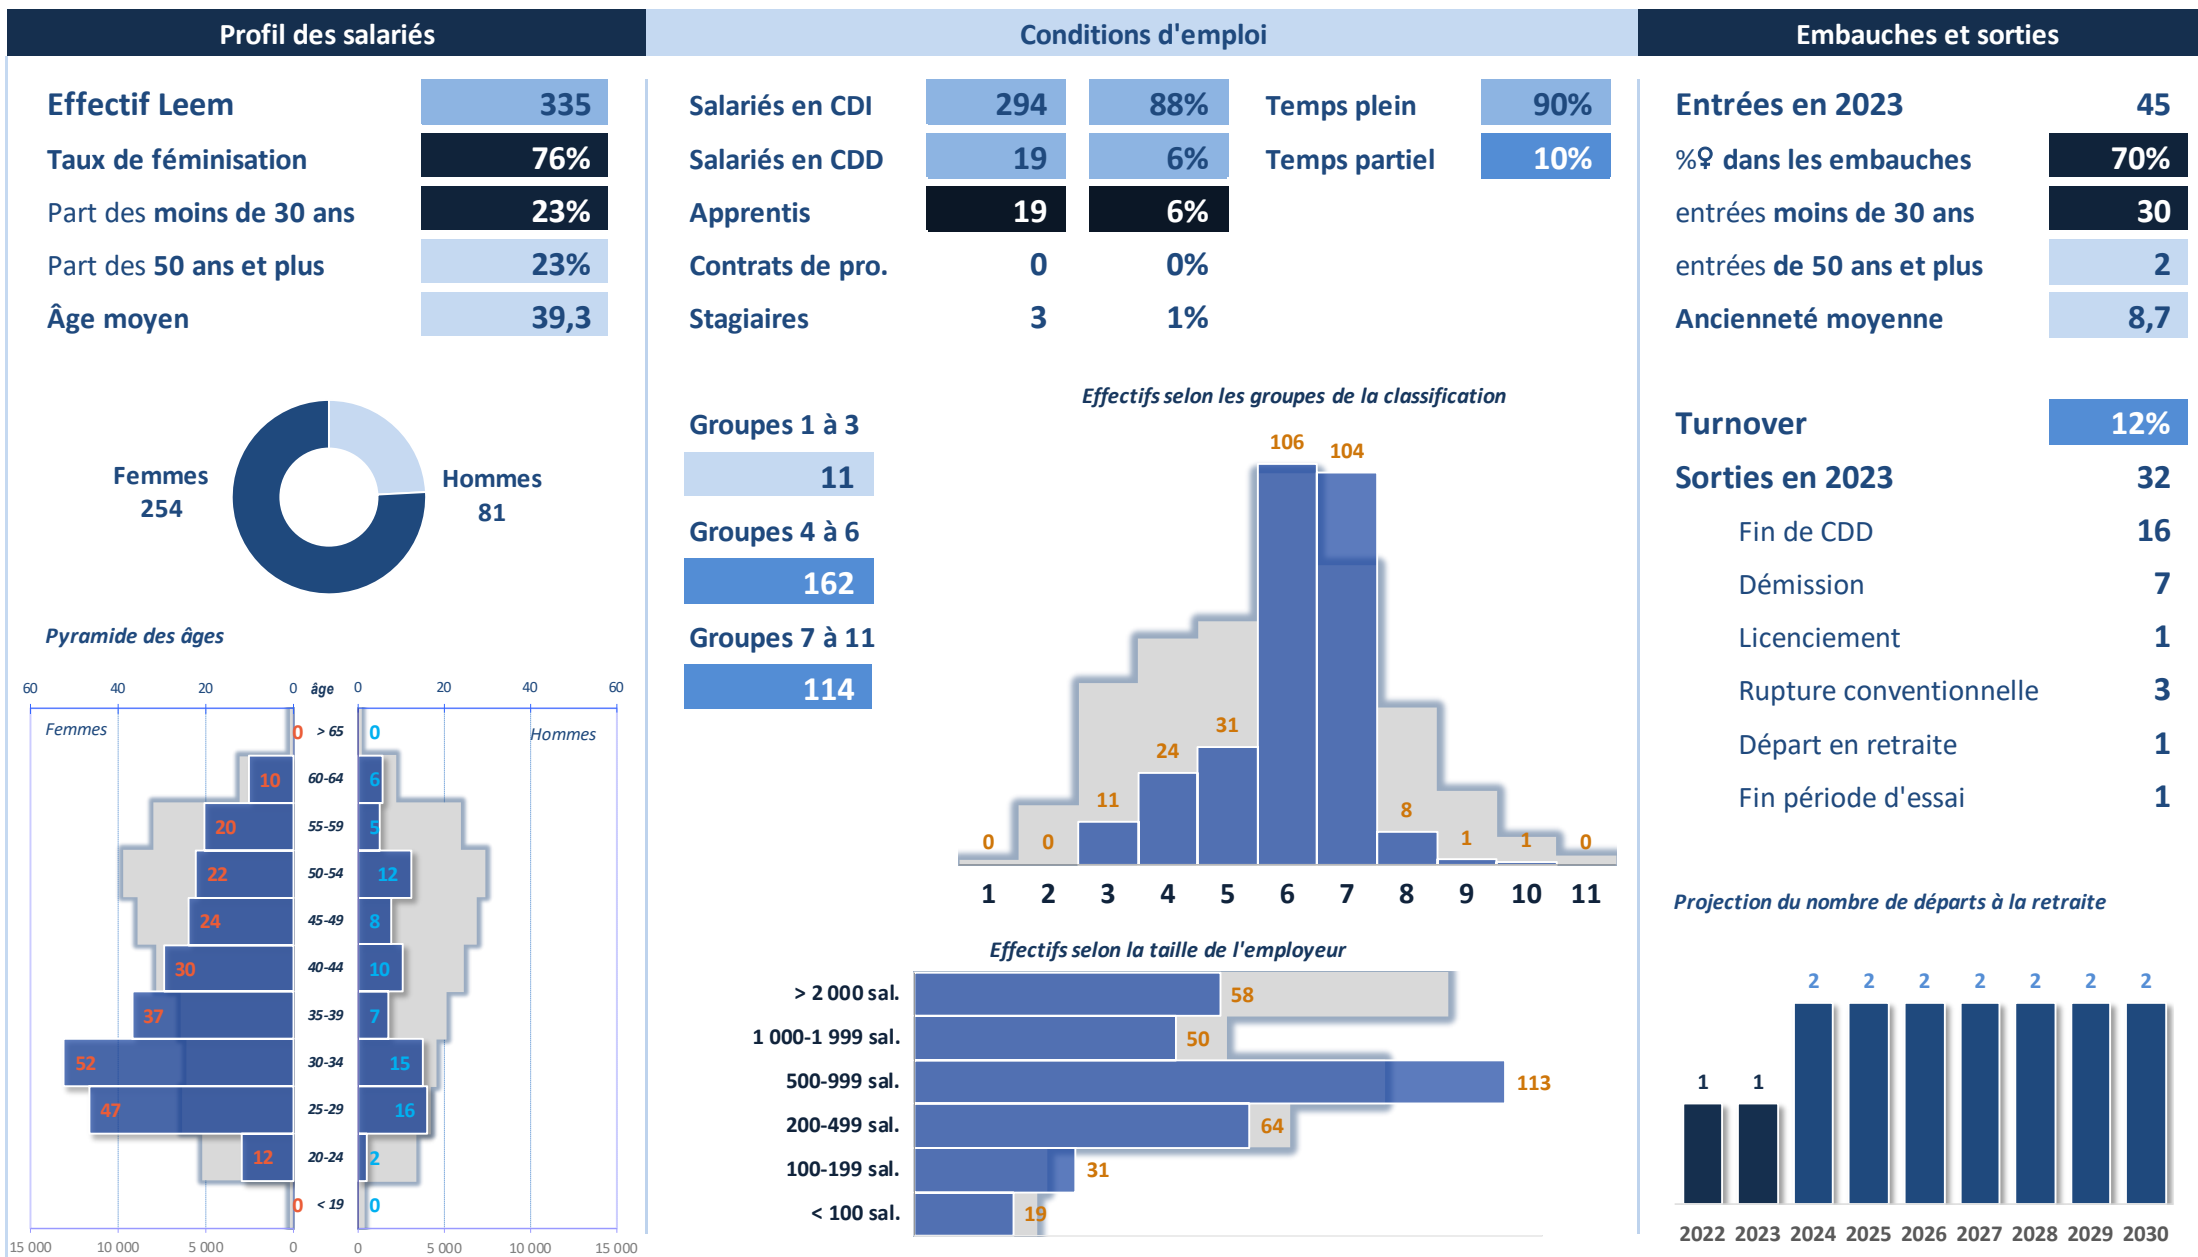 Profil des salariés
Effectif Leem 335
Taux de féminisation 76%
Part des moins de 30 ans 23%
Part des 50 ans et plus 23%
Âge moyen 39,3
Femmes
254
Hommes
81
Pyramide des âges
60 40 20 0 âge 0 20 40 60
Femmes
Hommes
0 > 65 0
10 60-64 6
20 55-59 5
22 50-54 12
24 45-49 8
30 40-44 10
37 35-39 7
52 30-34 15
47 25-29 16
12 20-24 2
0 < 19 0
15 000 10 000 5 000 0 0 5 000 10 000 15 000
Conditions d'emploi
Salariés en CDI 294 88%
Salariés en CDD 19 6%
Apprentis 19 6%
Contrats de pro. 0 0%
Stagiaires 3 1%
Temps plein 90%
Temps partiel 10%
Groupes 1 à 3
11
Groupes 4 à 6
162
Groupes 7 à 11
114
Effectifs selon les groupes de la classification
0 0 11 24 31 106 104 8 1 1 0
1 2 3 4 5 6 7 8 9 10 11
Effectifs selon la taille de l'employeur
> 2 000 sal. 58
1 000-1 999 sal. 50
500-999 sal. 113
200-499 sal. 64
100-199 sal. 31
< 100 sal. 19
Embauches et sorties
Entrées en 2023 45
%♀ dans les embauches 70%
entrées moins de 30 ans 30
entrées de 50 ans et plus 2
Ancienneté moyenne 8,7
Turnover 12%
Sorties en 2023 32
Fin de CDD 16
Démission 7
Licenciement 1
Rupture conventionnelle 3
Départ en retraite 1
Fin période d'essai 1
Projection du nombre de départs à la retraite
1 1 2 2 2 2 2 2 2
2022 2023 2024 2025 2026 2027 2028 2029 2030